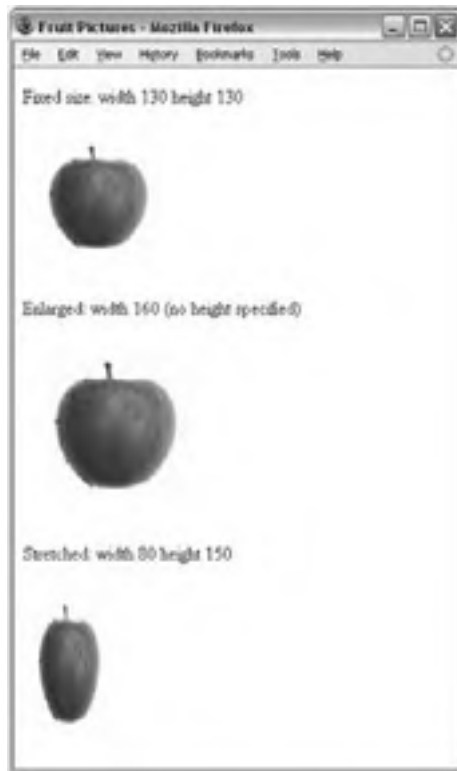 Fruit Pictures - Mozilla Firefox
File Edit View History Bookmarks Tools Help
Fixed size: width 130 height 130
Enlarged: width 160 (no height specified)
Stretched: width 80 height 150